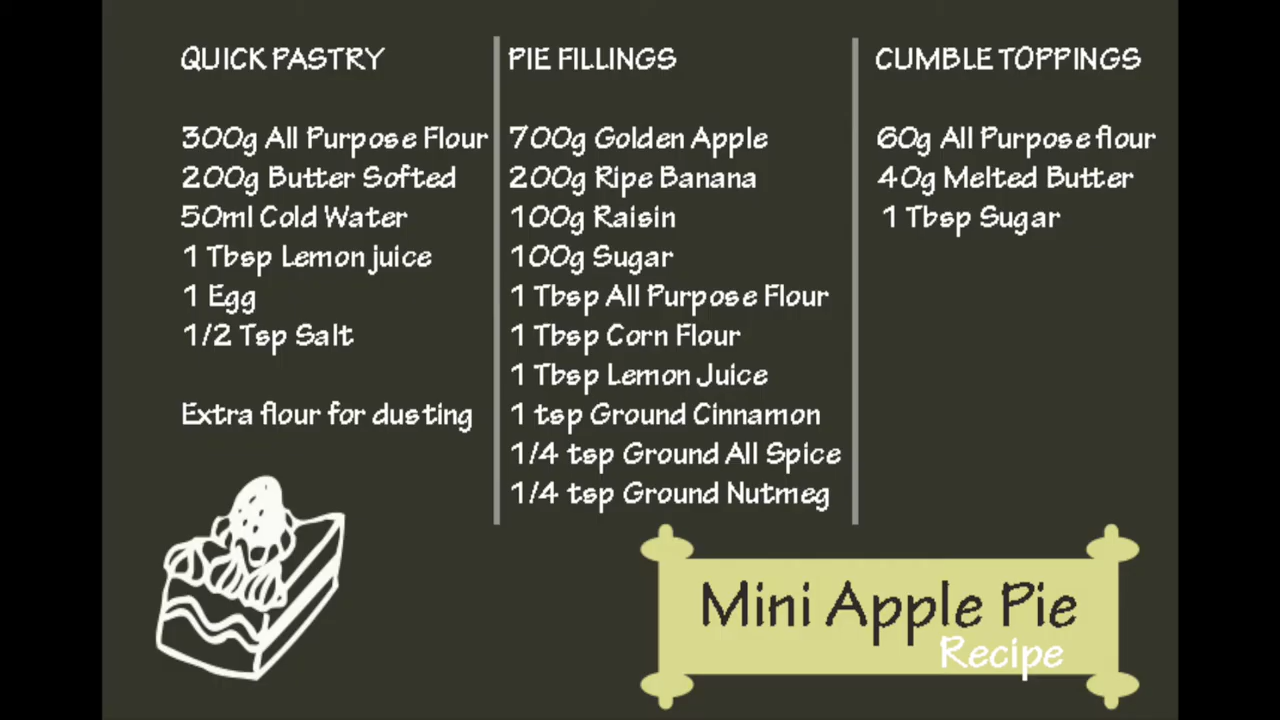 QUICK PASTRY
300g All Purpose Flour
200g Butter Softed
50ml Cold Water
1 Tbsp Lemon juice
1 Egg
1/2 Tsp Salt
Extra flour for dusting
PIE FILLINGS
700g Golden Apple
200g Ripe Banana
100g Raisin
100g Sugar
1 Tbsp All Purpose Flour
1 Tbsp Corn Flour
1 Tbsp Lemon Juice
1 tsp Ground Cinnamon
1/4 tsp Ground All Spice
1/4 tsp Ground Nutmeg
CUMBLE TOPPINGS
60g All Purpose flour
40g Melted Butter
1 Tbsp Sugar
Mini Apple Pie
Recipe